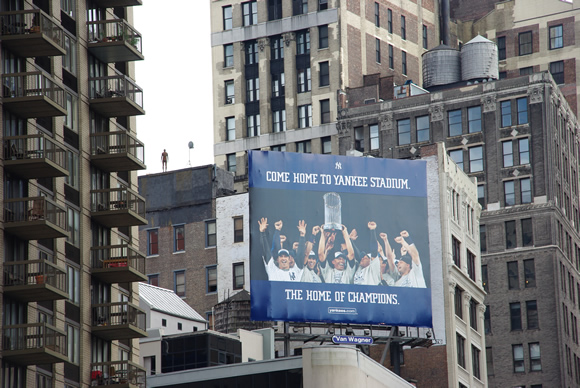 COME HOME TO YANKEE STADIUM.
THE HOME OF CHAMPIONS.
yankees.com
Van Wagner